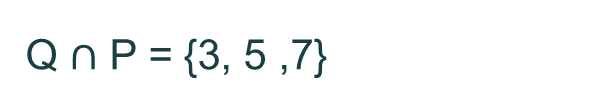 Q ∩ P = {3, 5 ,7}